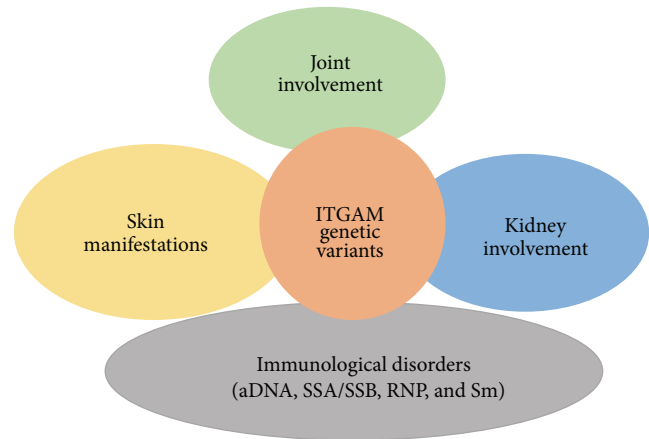 Joint
involvement
Skin
manifestations
ITGAM
genetic
variants
Kidney
involvement
Immunological disorders
(aDNA, SSA/SSB, RNP, and Sm)